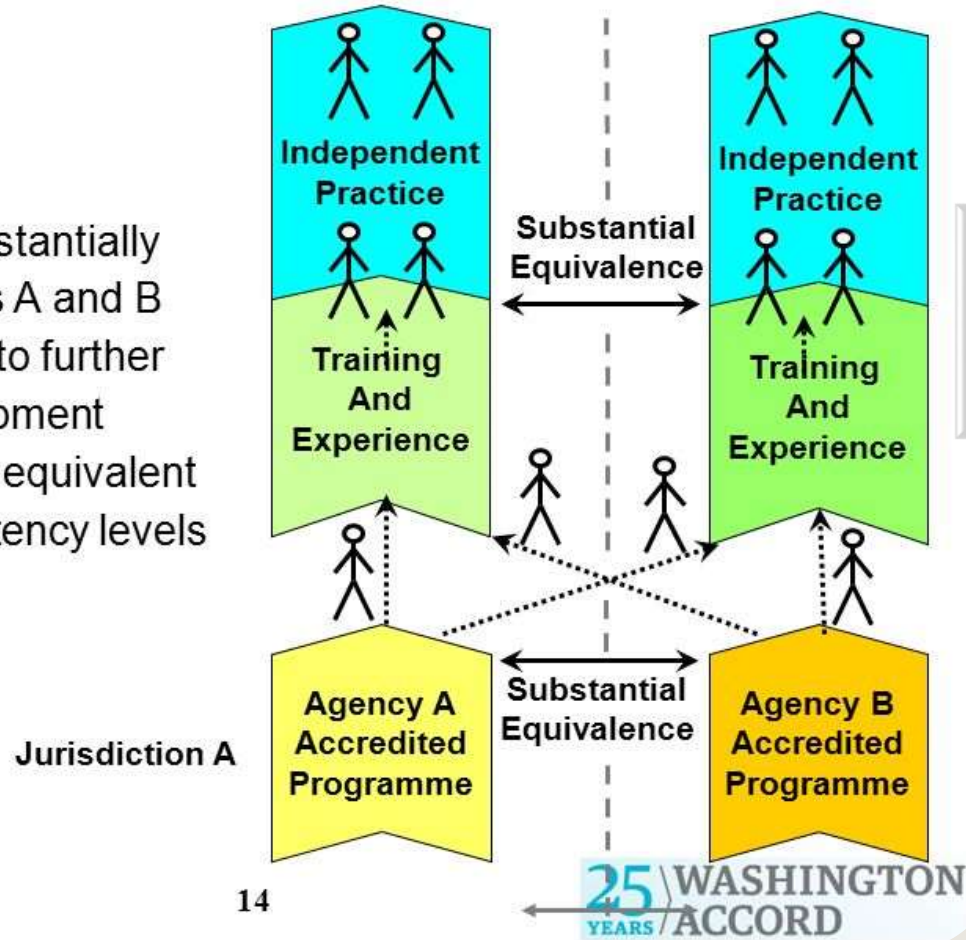 stantially
s A and B
to further
oment
equivalent
tency levels
Independent
Practice
Training
And
Experience
Substantial
Equivalence
Independent
Practice
Training
And
Experience
Agency A
Accredited
Programme
Substantial
Equivalence
Agency B
Accredited
Programme
Jurisdiction A
14
25
YEARS
WASHINGTON
ACCORD